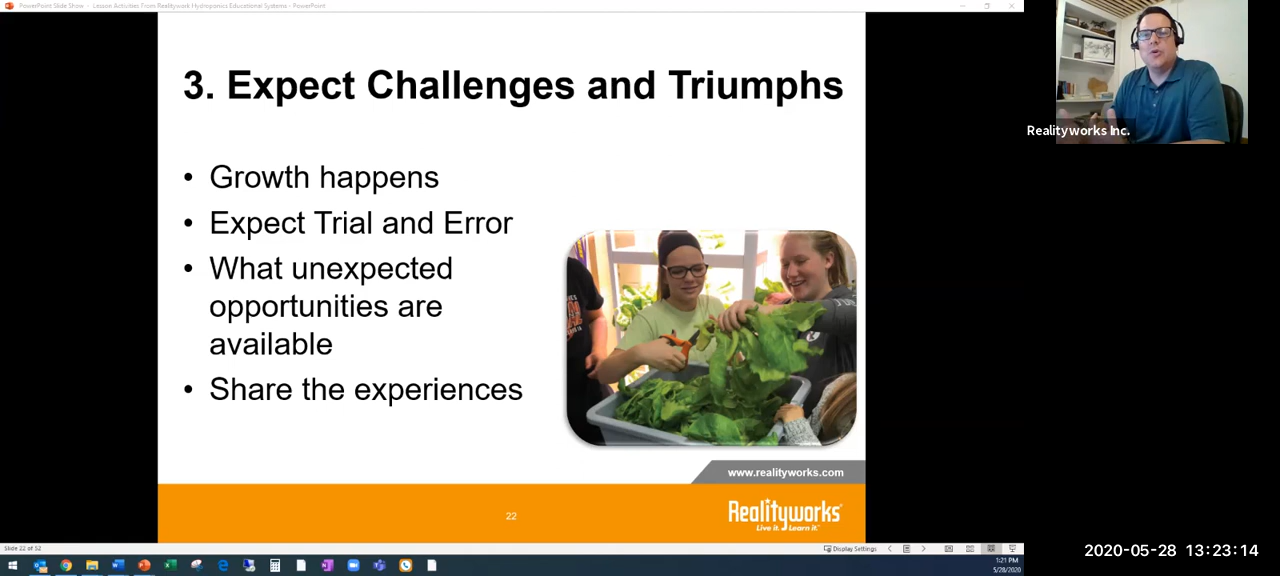 PowerPoint Slide Show - Lesson Activities From Realitywork Hydroponics Educational Systems - PowerPoint
3. Expect Challenges and Triumphs
• Growth happens
• Expect Trial and Error
• What unexpected
opportunities are
available
• Share the experiences
www.realityworks.com
22
Realityworks
Live it. Learn it.
Realityworks Inc.
Slide 22 of 52
Display Settings
1:21 PM
5/28/2020
2020-05-28 13:23:14